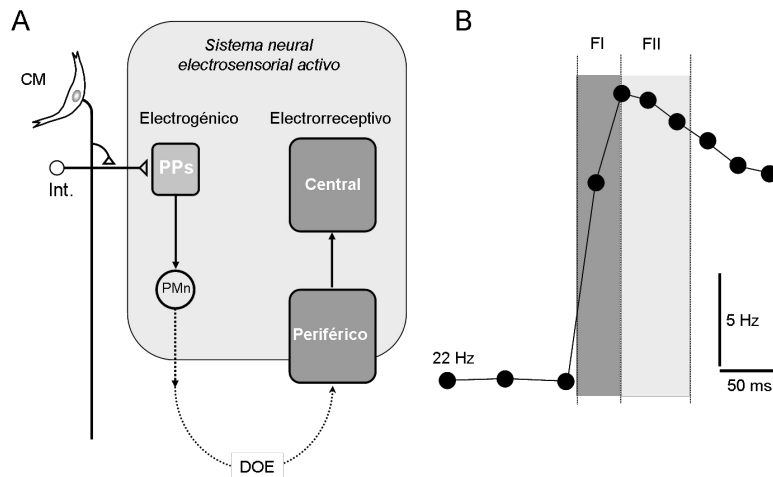 A
Sistema neural
electrosensorial activo
CM
Electrogénico
Electrorreceptivo
PPs
Central
Int.
PMn
Periférico
DOE
B
FI
FII
22 Hz
5 Hz
50 ms